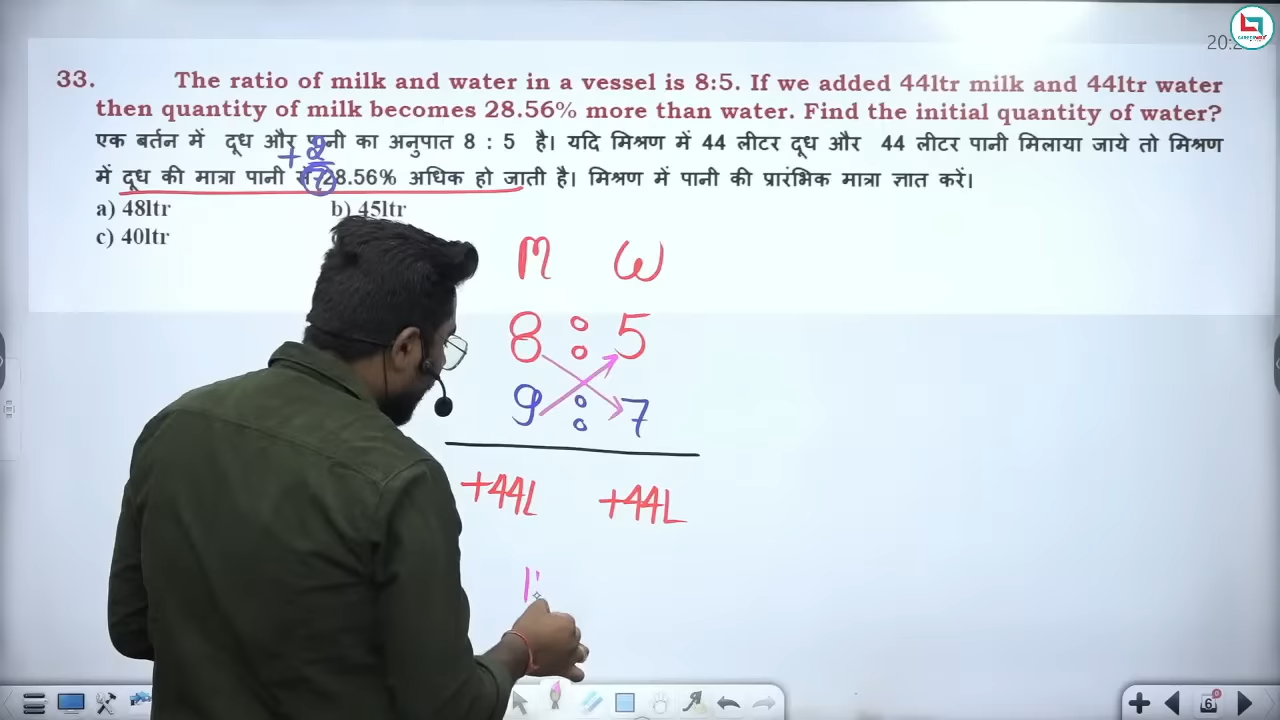 20:2
33. The ratio of milk and water in a vessel is 8:5. If we added 44ltr milk and 44ltr water
then quantity of milk becomes 28.56% more than water. Find the initial quantity of water?
एक बर्तन में दूध और पानी का अनुपात 8 : 5 है। यदि मिश्रण में 44 लीटर दूध और 44 लीटर पानी मिलाया जाये तो मिश्रण
+2
7
में दूध की मात्रा पानी से 28.56% अधिक हो जाती है। मिश्रण में पानी की प्रारंभिक मात्रा ज्ञात करें।
a) 48ltr b) 45ltr
c) 40ltr
M W
8 : 5
9 : 7
+44L +44L
6